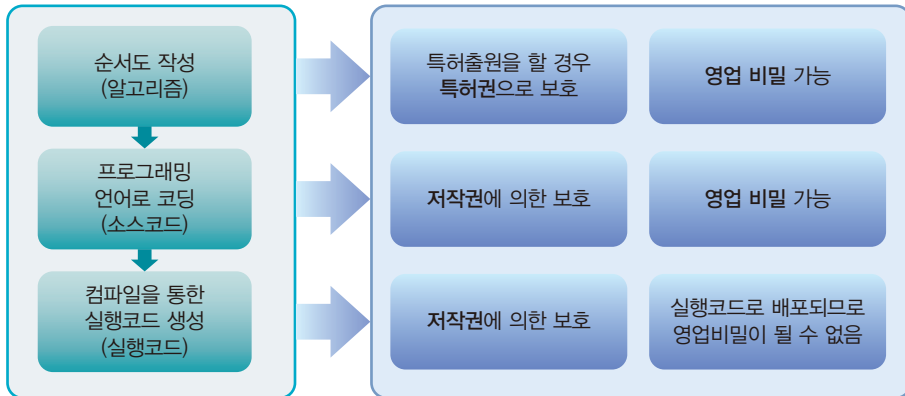 순서도 작성
(알고리즘)
특허출원을 할 경우
특허권으로 보호
영업 비밀 가능
프로그래밍
언어로 코딩
(소스코드)
저작권에 의한 보호
영업 비밀 가능
컴파일을 통한
실행코드 생성
(실행코드)
저작권에 의한 보호
실행코드로 배포되므로
영업비밀이 될 수 없음